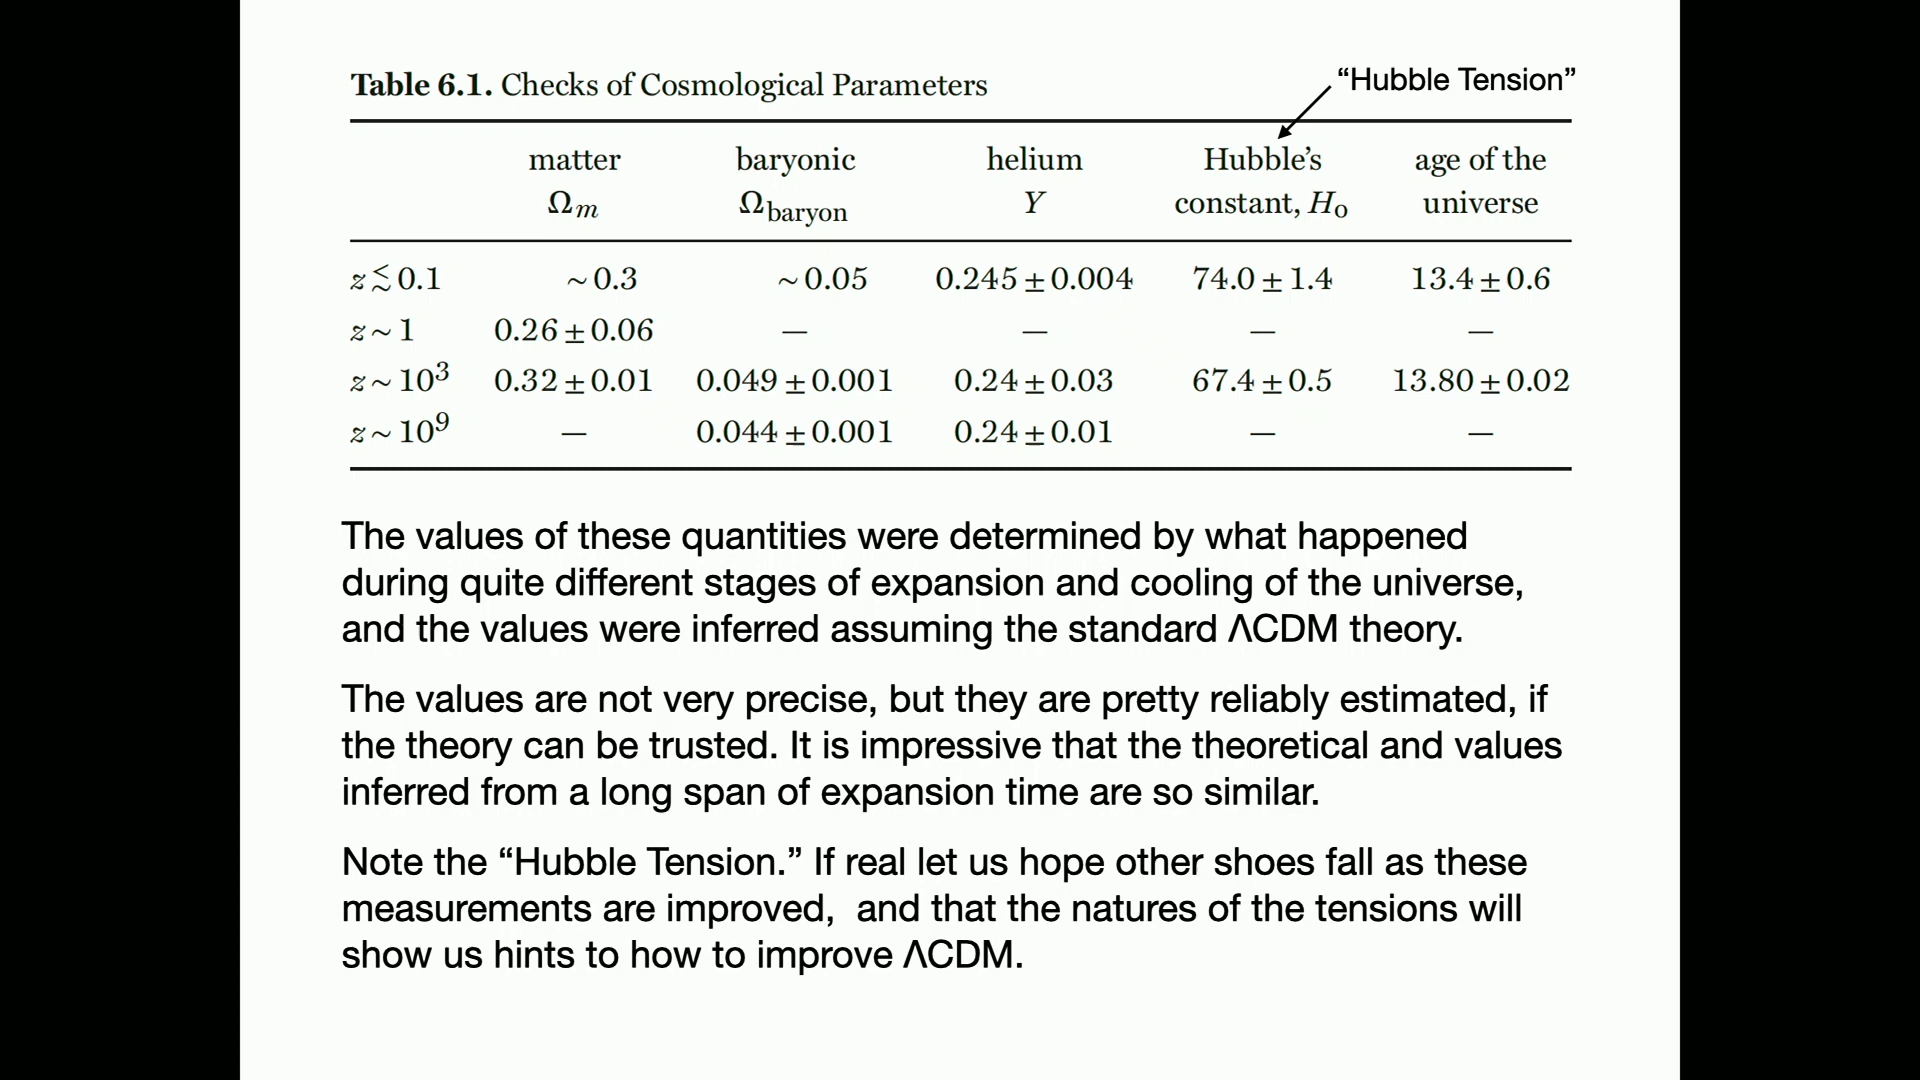 Table 6.1. Checks of Cosmological Parameters
“Hubble Tension”
matter baryonic helium Hubble’s age of the
Ωm Ωbaryon Y constant, H₀ universe
z ≲ 0.1 ∼0.3 ∼0.05 0.245 ± 0.004 74.0 ± 1.4 13.4 ± 0.6
z ∼ 1 0.26 ± 0.06 — — — —
z ∼ 10³ 0.32 ± 0.01 0.049 ± 0.001 0.24 ± 0.03 67.4 ± 0.5 13.80 ± 0.02
z ∼ 10⁹ — 0.044 ± 0.001 0.24 ± 0.01 — —
The values of these quantities were determined by what happened
during quite different stages of expansion and cooling of the universe,
and the values were inferred assuming the standard ΛCDM theory.
The values are not very precise, but they are pretty reliably estimated, if
the theory can be trusted. It is impressive that the theoretical and values
inferred from a long span of expansion time are so similar.
Note the “Hubble Tension.” If real let us hope other shoes fall as these
measurements are improved,  and that the natures of the tensions will
show us hints to how to improve ΛCDM.